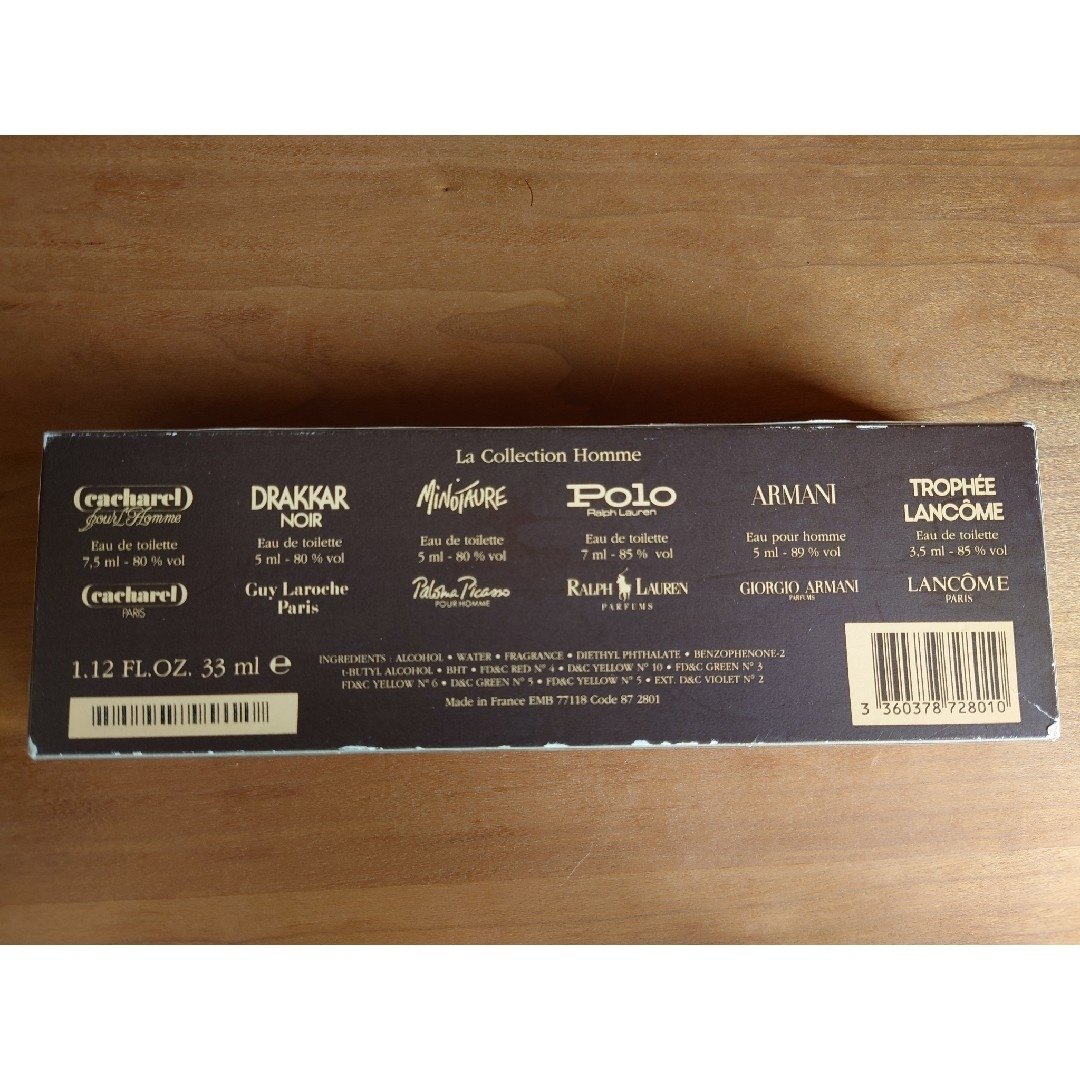 La Collection Homme
cacharel
pour L'Homme
Eau de toilette
7,5 ml - 80 % vol
cacharel
PARIS
DRAKKAR
NOIR
Eau de toilette
5 ml - 80 % vol
Guy Laroche
Paris
MINOTAURE
Eau de toilette
5 ml - 80 % vol
Paloma Picasso
POUR HOMME
Polo
Ralph Lauren
Eau de toilette
7 ml - 85 % vol
RALPH LAUREN
PARFUMS
ARMANI
Eau pour homme
5 ml - 89 % vol
GIORGIO ARMANI
PARFUMS
TROPHÉE
LANCÔME
Eau de toilette
3,5 ml - 85 % vol
LANCÔME
PARIS
1.12 FL.OZ. 33 ml ℮
INGREDIENTS : ALCOHOL • WATER • FRAGRANCE • DIETHYL PHTHALATE • BENZOPHENONE-2
t-BUTYL ALCOHOL • BHT • FD&C RED N° 4 • D&C YELLOW N° 10 • FD&C GREEN N° 3
FD&C YELLOW N° 6 • D&C GREEN N° 5 • FD&C YELLOW N° 5 • EXT. D&C VIOLET N° 2
Made in France EMB 77118 Code 87 2801
3 360378 728010